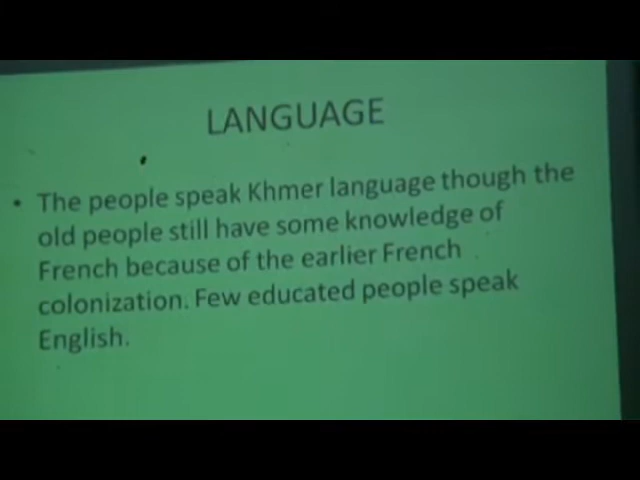 LANGUAGE
• The people speak Khmer language though the
old people still have some knowledge of
French because of the earlier French
colonization. Few educated people speak
English.